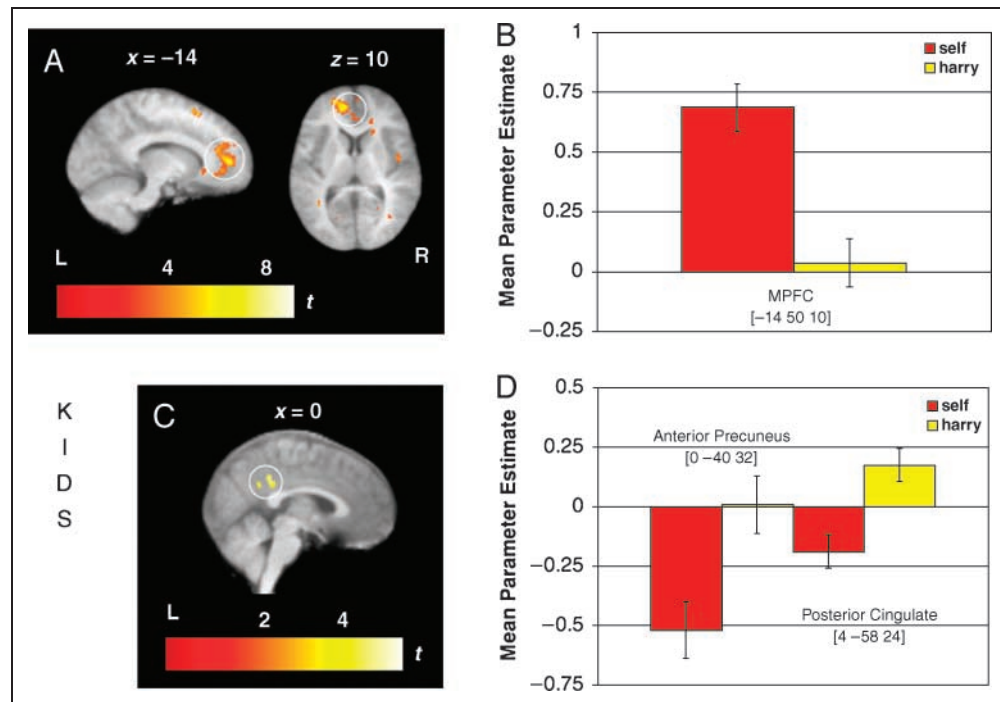 A
x = −14
z = 10
L
R
4
8
t
B
Mean Parameter Estimate
1
0.75
0.5
0.25
0
−0.25
self
harry
MPFC
[−14 50 10]
K
I
D
S
C
x = 0
L
2
4
t
D
Mean Parameter Estimate
0.5
0.25
0
−0.25
−0.5
−0.75
self
harry
Anterior Precuneus
[0 −40 32]
Posterior Cingulate
[4 −58 24]